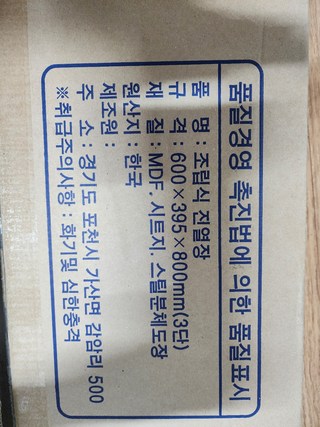 품질경영 촉진법에 의한 품질표시
품 명 : 조립식 진열장
규 격 : 600×395×800mm(3단)
재 질 : MDF. 시트지. 스틸분체도장
원산지 : 한국
제조원 :
주 소 : 경기도 포천시 가산면 감암리 500
※취급주의사항 : 화기및 심한충격